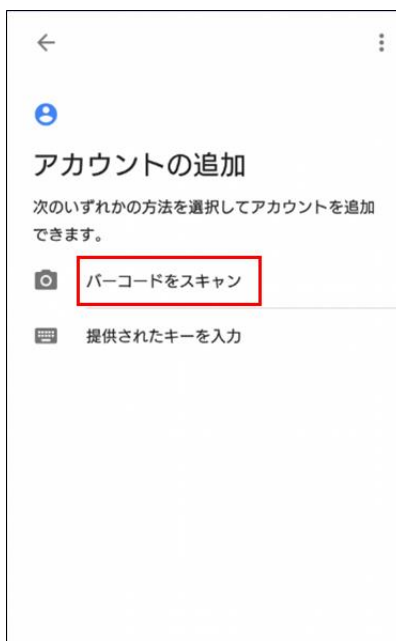 アカウントの追加
次のいずれかの方法を選択してアカウントを追加
できます。
バーコードをスキャン
提供されたキーを入力